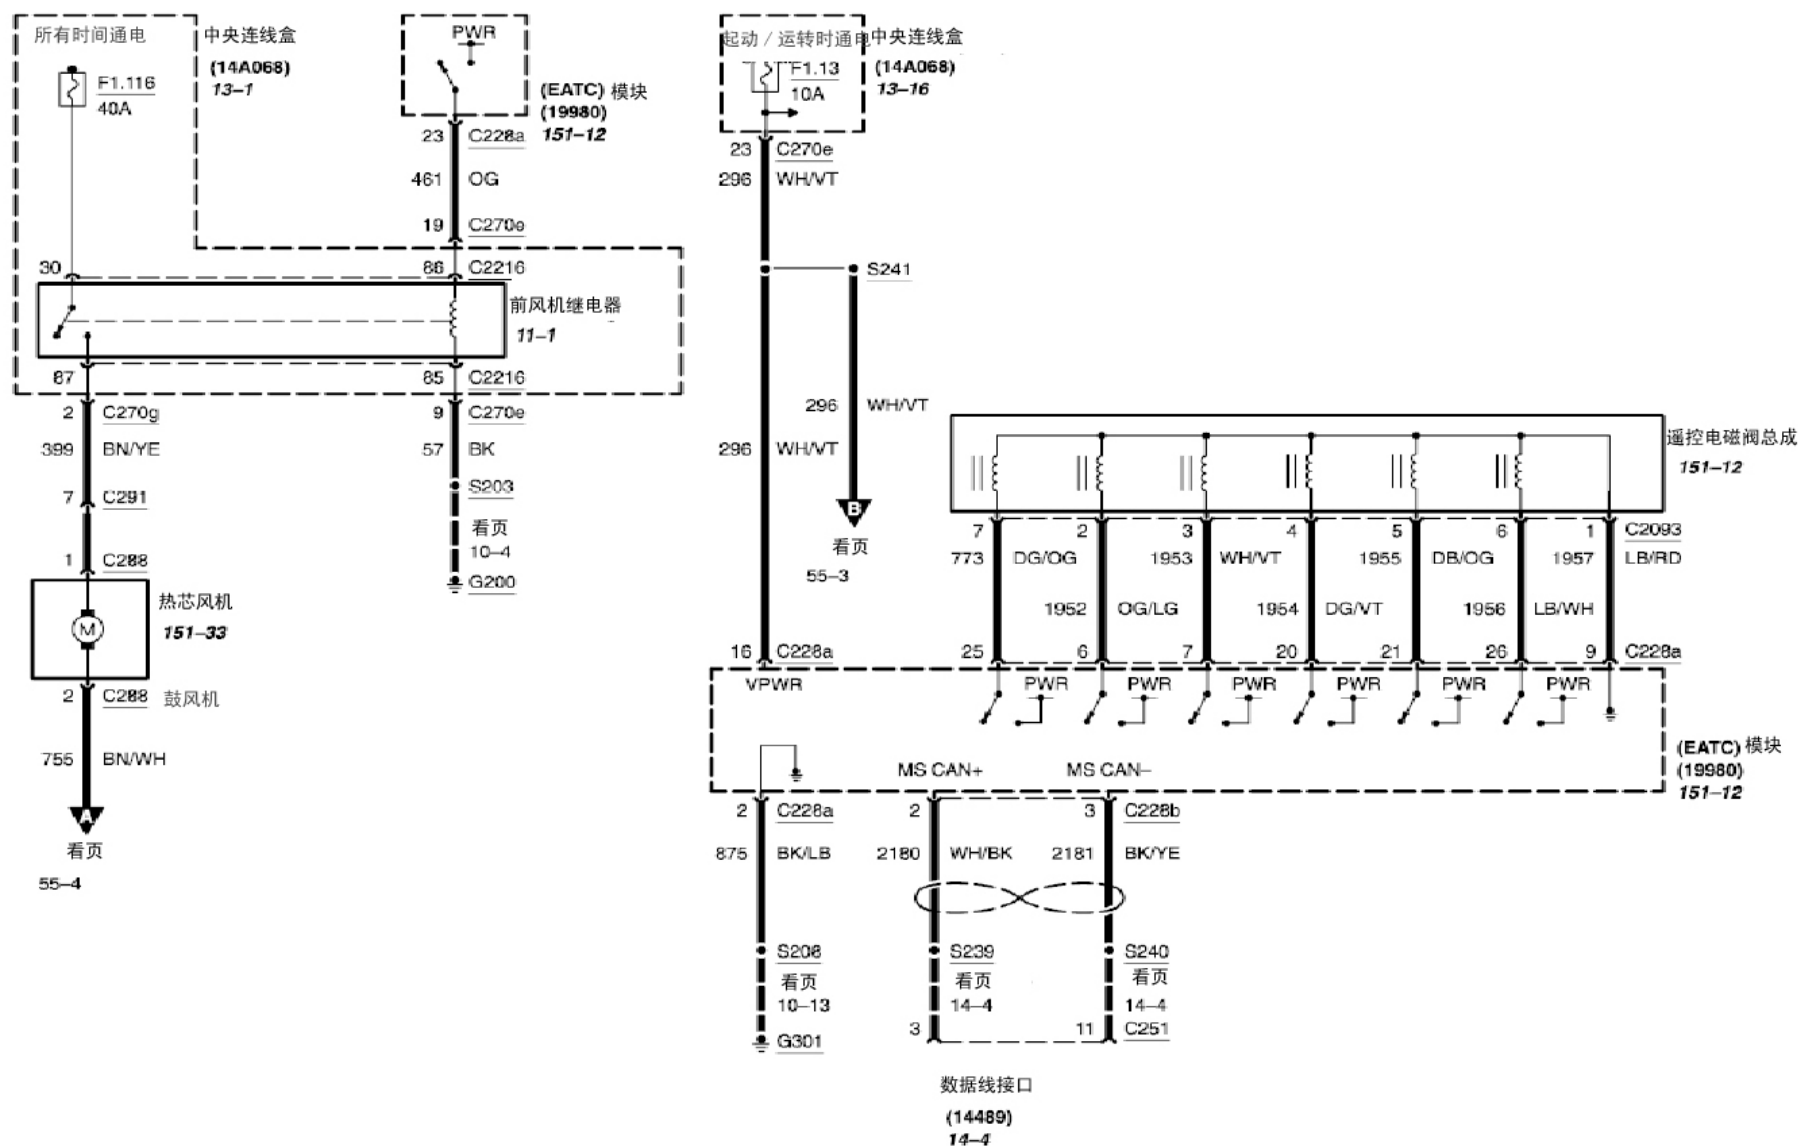 所有时间通电
中央连线盒
(14A068)
13–1
F1.116
40A
PWR
(EATC) 模块
(19980)
151–12
23 C228a
461 OG
19 C270e
30
86 C2216
前风机继电器
11–1
87
85 C2216
2 C270g
9 C270e
399 BN/YE
57 BK
7 C291
S203
看页
10–4
1 C288
G200
热芯风机
151–33
M
2 C288 鼓风机
755 BN/WH
A
看页
55–4
起动 / 运转时通电
中央连线盒
(14A068)
13–16
F1.13
10A
23 C270e
296 WH/VT
S241
296 WH/VT
296 WH/VT
B
看页
55–3
遥控电磁阀总成
151–12
7 2 3 4 5 6 1 C2093
773 DG/OG 1953 WH/VT 1955 DB/OG 1957 LB/RD
1952 OG/LG 1954 DG/VT 1956 LB/WH
16 C228a 25 6 7 20 21 26 9 C228a
VPWR PWR PWR PWR PWR PWR PWR
MS CAN+ MS CAN–
(EATC) 模块
(19980)
151–12
2 C228a 2 3 C228b
875 BK/LB 2180 WH/BK 2181 BK/YE
S208 S239 S240
看页 看页 看页
10–13 14–4 14–4
G301 3 11 C251
数据线接口
(14489)
14–4